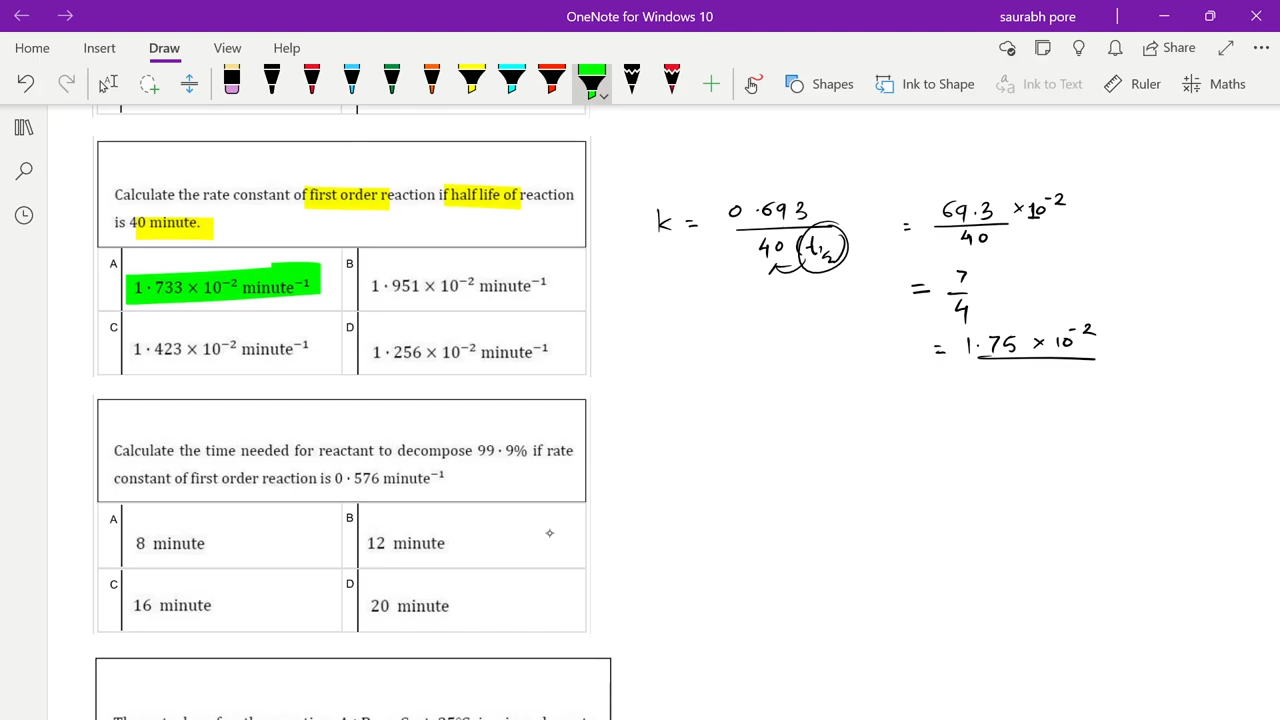 OneNote for Windows 10
saurabh pore
Home Insert Draw View Help
Share
Shapes Ink to Shape Ink to Text Ruler Maths
Calculate the rate constant of first order reaction if half life of reaction
is 40 minute.
A 1·733 × 10⁻² minute⁻¹
B 1·951 × 10⁻² minute⁻¹
C 1·423 × 10⁻² minute⁻¹
D 1·256 × 10⁻² minute⁻¹
k = 0.693 / 40 (t1/2) = 69.3 / 40 × 10⁻²
= 7/4
= 1.75 × 10⁻²
Calculate the time needed for reactant to decompose 99·9% if rate
constant of first order reaction is 0·576 minute⁻¹
A 8 minute
B 12 minute
C 16 minute
D 20 minute